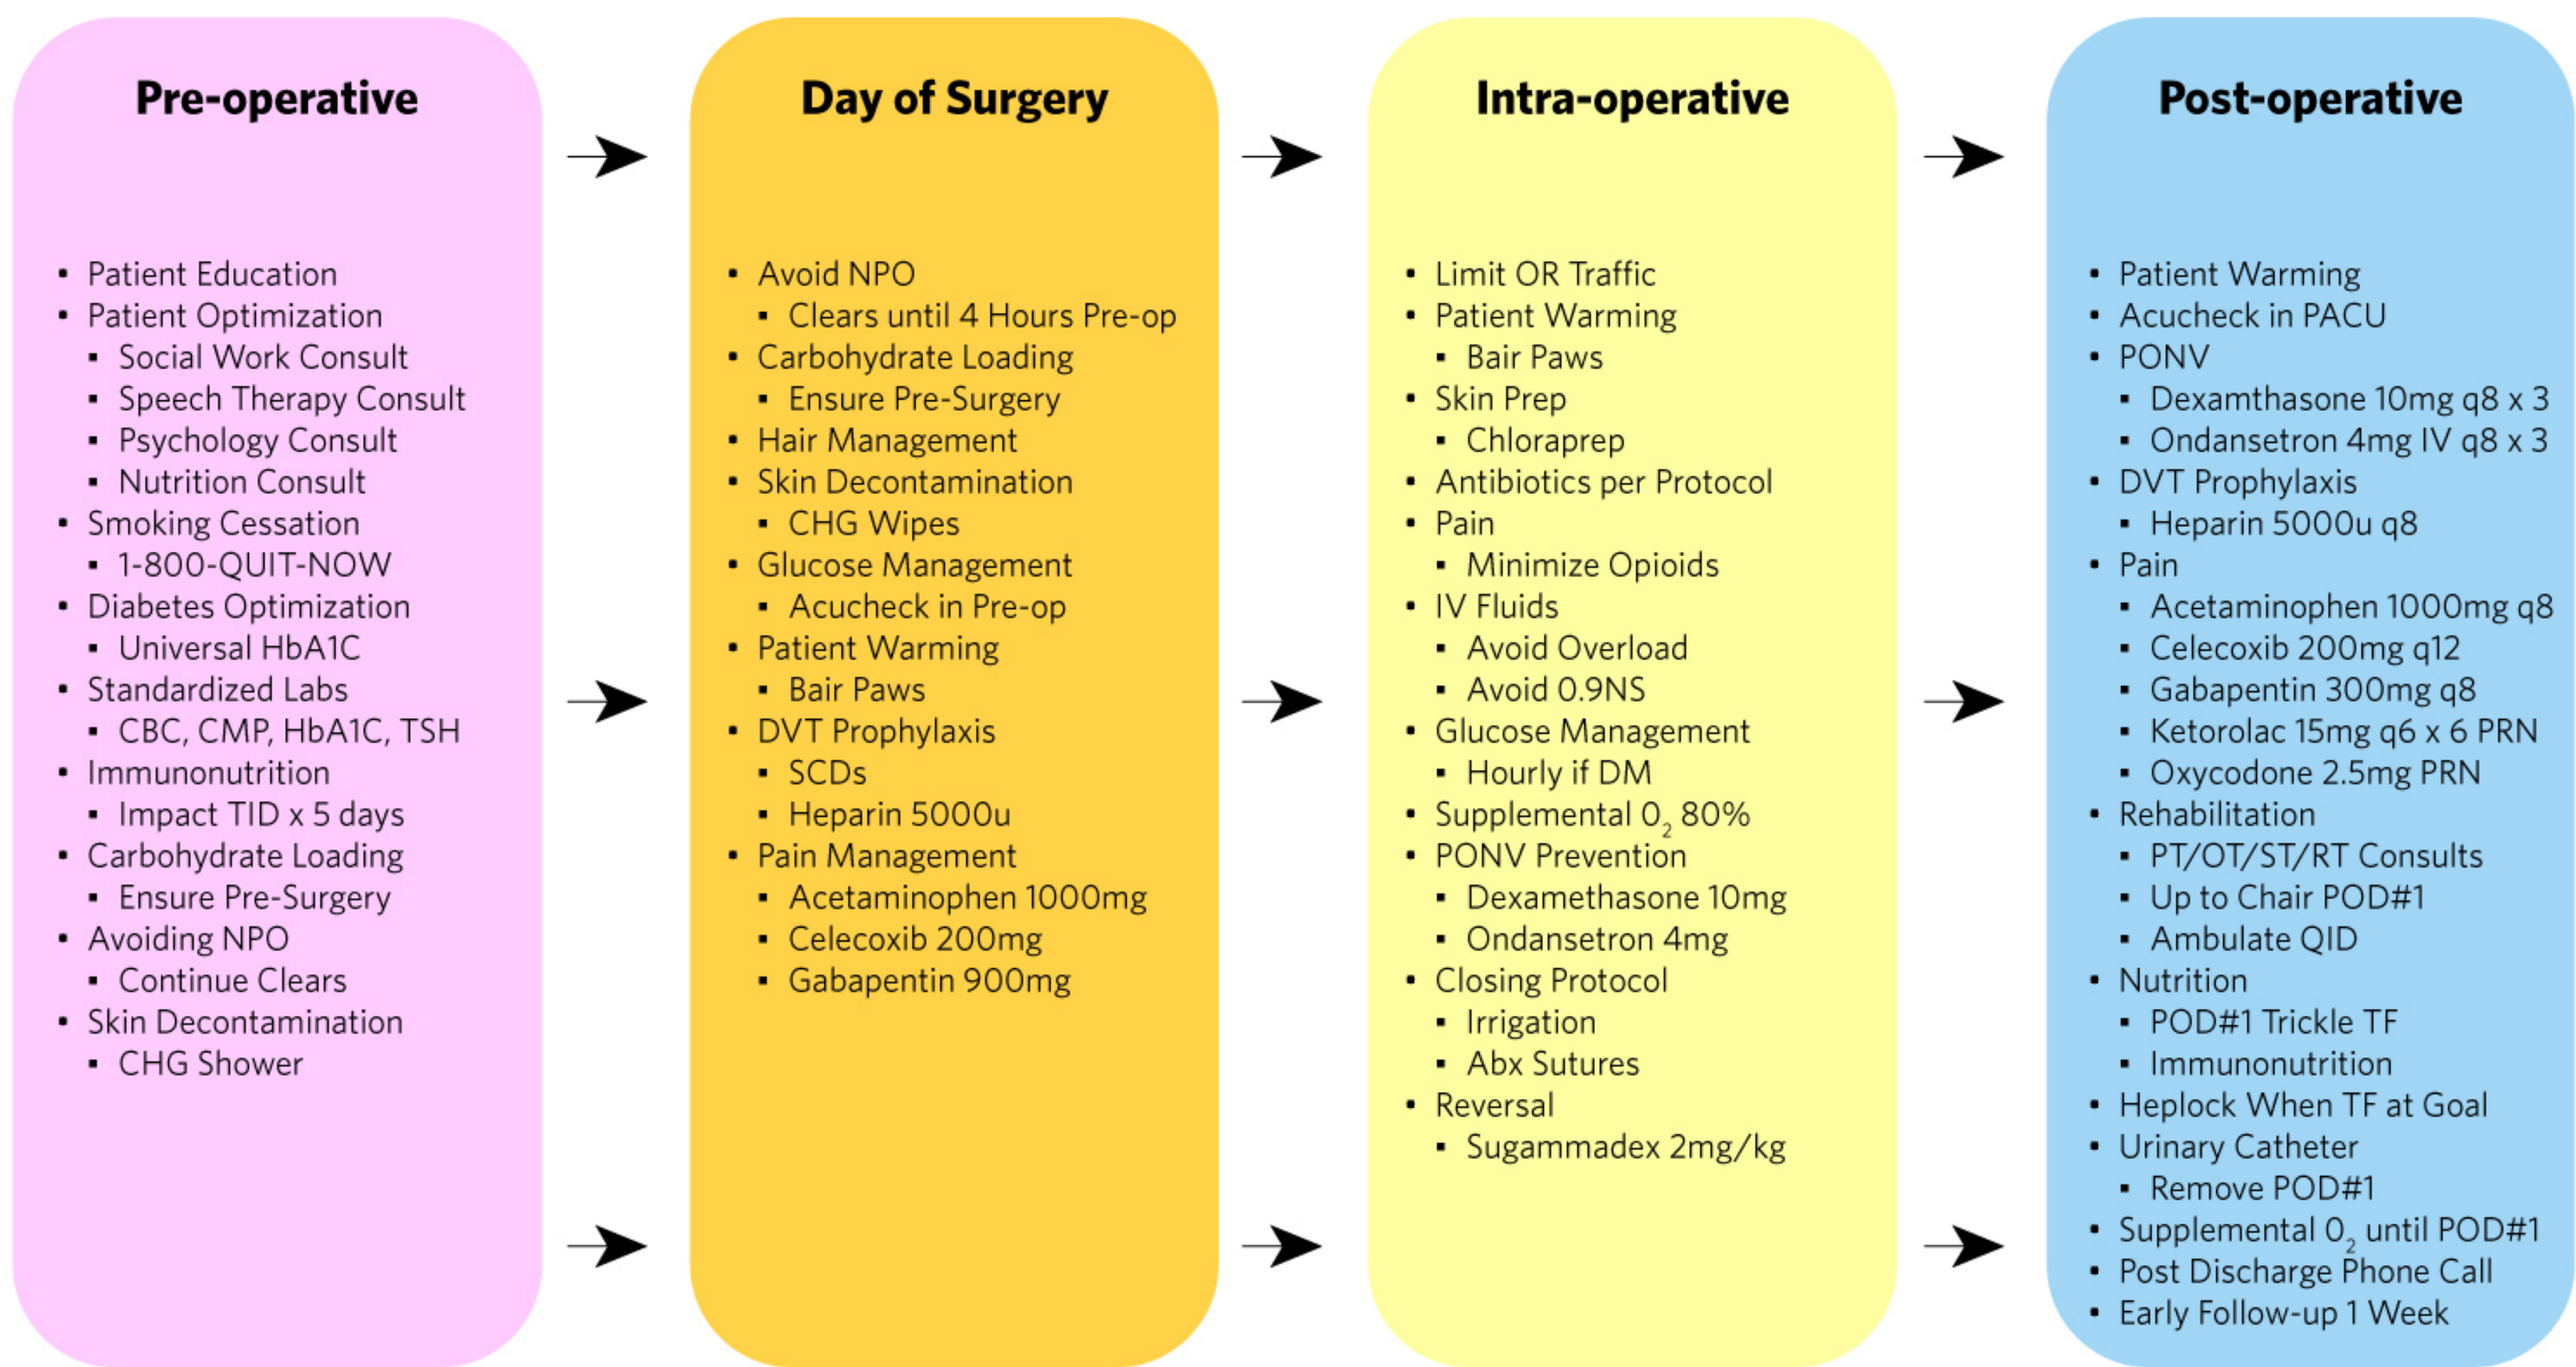 Pre-operative
▪ Patient Education
▪ Patient Optimization
▪ Social Work Consult
▪ Speech Therapy Consult
▪ Psychology Consult
▪ Nutrition Consult
▪ Smoking Cessation
▪ 1-800-QUIT-NOW
▪ Diabetes Optimization
▪ Universal HbA1C
▪ Standardized Labs
▪ CBC, CMP, HbA1C, TSH
▪ Immunonutrition
▪ Impact TID x 5 days
▪ Carbohydrate Loading
▪ Ensure Pre-Surgery
▪ Avoiding NPO
▪ Continue Clears
▪ Skin Decontamination
▪ CHG Shower
Day of Surgery
▪ Avoid NPO
▪ Clears until 4 Hours Pre-op
▪ Carbohydrate Loading
▪ Ensure Pre-Surgery
▪ Hair Management
▪ Skin Decontamination
▪ CHG Wipes
▪ Glucose Management
▪ Acucheck in Pre-op
▪ Patient Warming
▪ Bair Paws
▪ DVT Prophylaxis
▪ SCDs
▪ Heparin 5000u
▪ Pain Management
▪ Acetaminophen 1000mg
▪ Celecoxib 200mg
▪ Gabapentin 900mg
Intra-operative
▪ Limit OR Traffic
▪ Patient Warming
▪ Bair Paws
▪ Skin Prep
▪ Chloraprep
▪ Antibiotics per Protocol
▪ Pain
▪ Minimize Opioids
▪ IV Fluids
▪ Avoid Overload
▪ Avoid 0.9NS
▪ Glucose Management
▪ Hourly if DM
▪ Supplemental 0₂ 80%
▪ PONV Prevention
▪ Dexamethasone 10mg
▪ Ondansetron 4mg
▪ Closing Protocol
▪ Irrigation
▪ Abx Sutures
▪ Reversal
▪ Sugammadex 2mg/kg
Post-operative
▪ Patient Warming
▪ Acucheck in PACU
▪ PONV
▪ Dexamthasone 10mg q8 x 3
▪ Ondansetron 4mg IV q8 x 3
▪ DVT Prophylaxis
▪ Heparin 5000u q8
▪ Pain
▪ Acetaminophen 1000mg q8
▪ Celecoxib 200mg q12
▪ Gabapentin 300mg q8
▪ Ketorolac 15mg q6 x 6 PRN
▪ Oxycodone 2.5mg PRN
▪ Rehabilitation
▪ PT/OT/ST/RT Consults
▪ Up to Chair POD#1
▪ Ambulate QID
▪ Nutrition
▪ POD#1 Trickle TF
▪ Immunonutrition
▪ Heplock When TF at Goal
▪ Urinary Catheter
▪ Remove POD#1
▪ Supplemental 0₂ until POD#1
▪ Post Discharge Phone Call
▪ Early Follow-up 1 Week